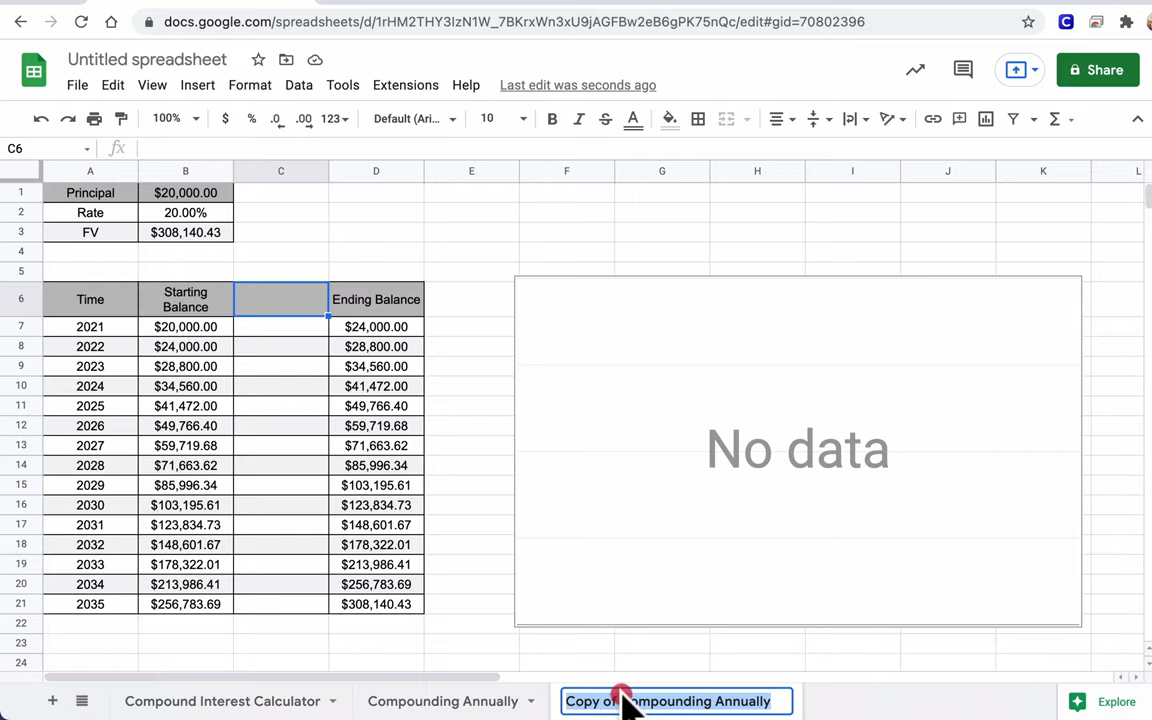 docs.google.com/spreadsheets/d/1rHM2THY3IzN1W_7BKrxWn3xU9jAGFBw2eB6gPK75nQc/edit#gid=70802396
Untitled spreadsheet
File Edit View Insert Format Data Tools Extensions Help Last edit was seconds ago
Share
100% $ % .0 .00 123 Default (Ari... 10 B I S A Σ
C6 fx
A B C D E F G H I J K L
1 Principal $20,000.00
2 Rate 20.00%
3 FV $308,140.43
4
5
6 Time Starting Balance Ending Balance
7 2021 $20,000.00 $24,000.00
8 2022 $24,000.00 $28,800.00
9 2023 $28,800.00 $34,560.00
10 2024 $34,560.00 $41,472.00
11 2025 $41,472.00 $49,766.40
12 2026 $49,766.40 $59,719.68
13 2027 $59,719.68 $71,663.62
14 2028 $71,663.62 $85,996.34
15 2029 $85,996.34 $103,195.61
16 2030 $103,195.61 $123,834.73
17 2031 $123,834.73 $148,601.67
18 2032 $148,601.67 $178,322.01
19 2033 $178,322.01 $213,986.41
20 2034 $213,986.41 $256,783.69
21 2035 $256,783.69 $308,140.43
22
23
24
No data
Compound Interest Calculator Compounding Annually Copy of Compounding Annually Explore